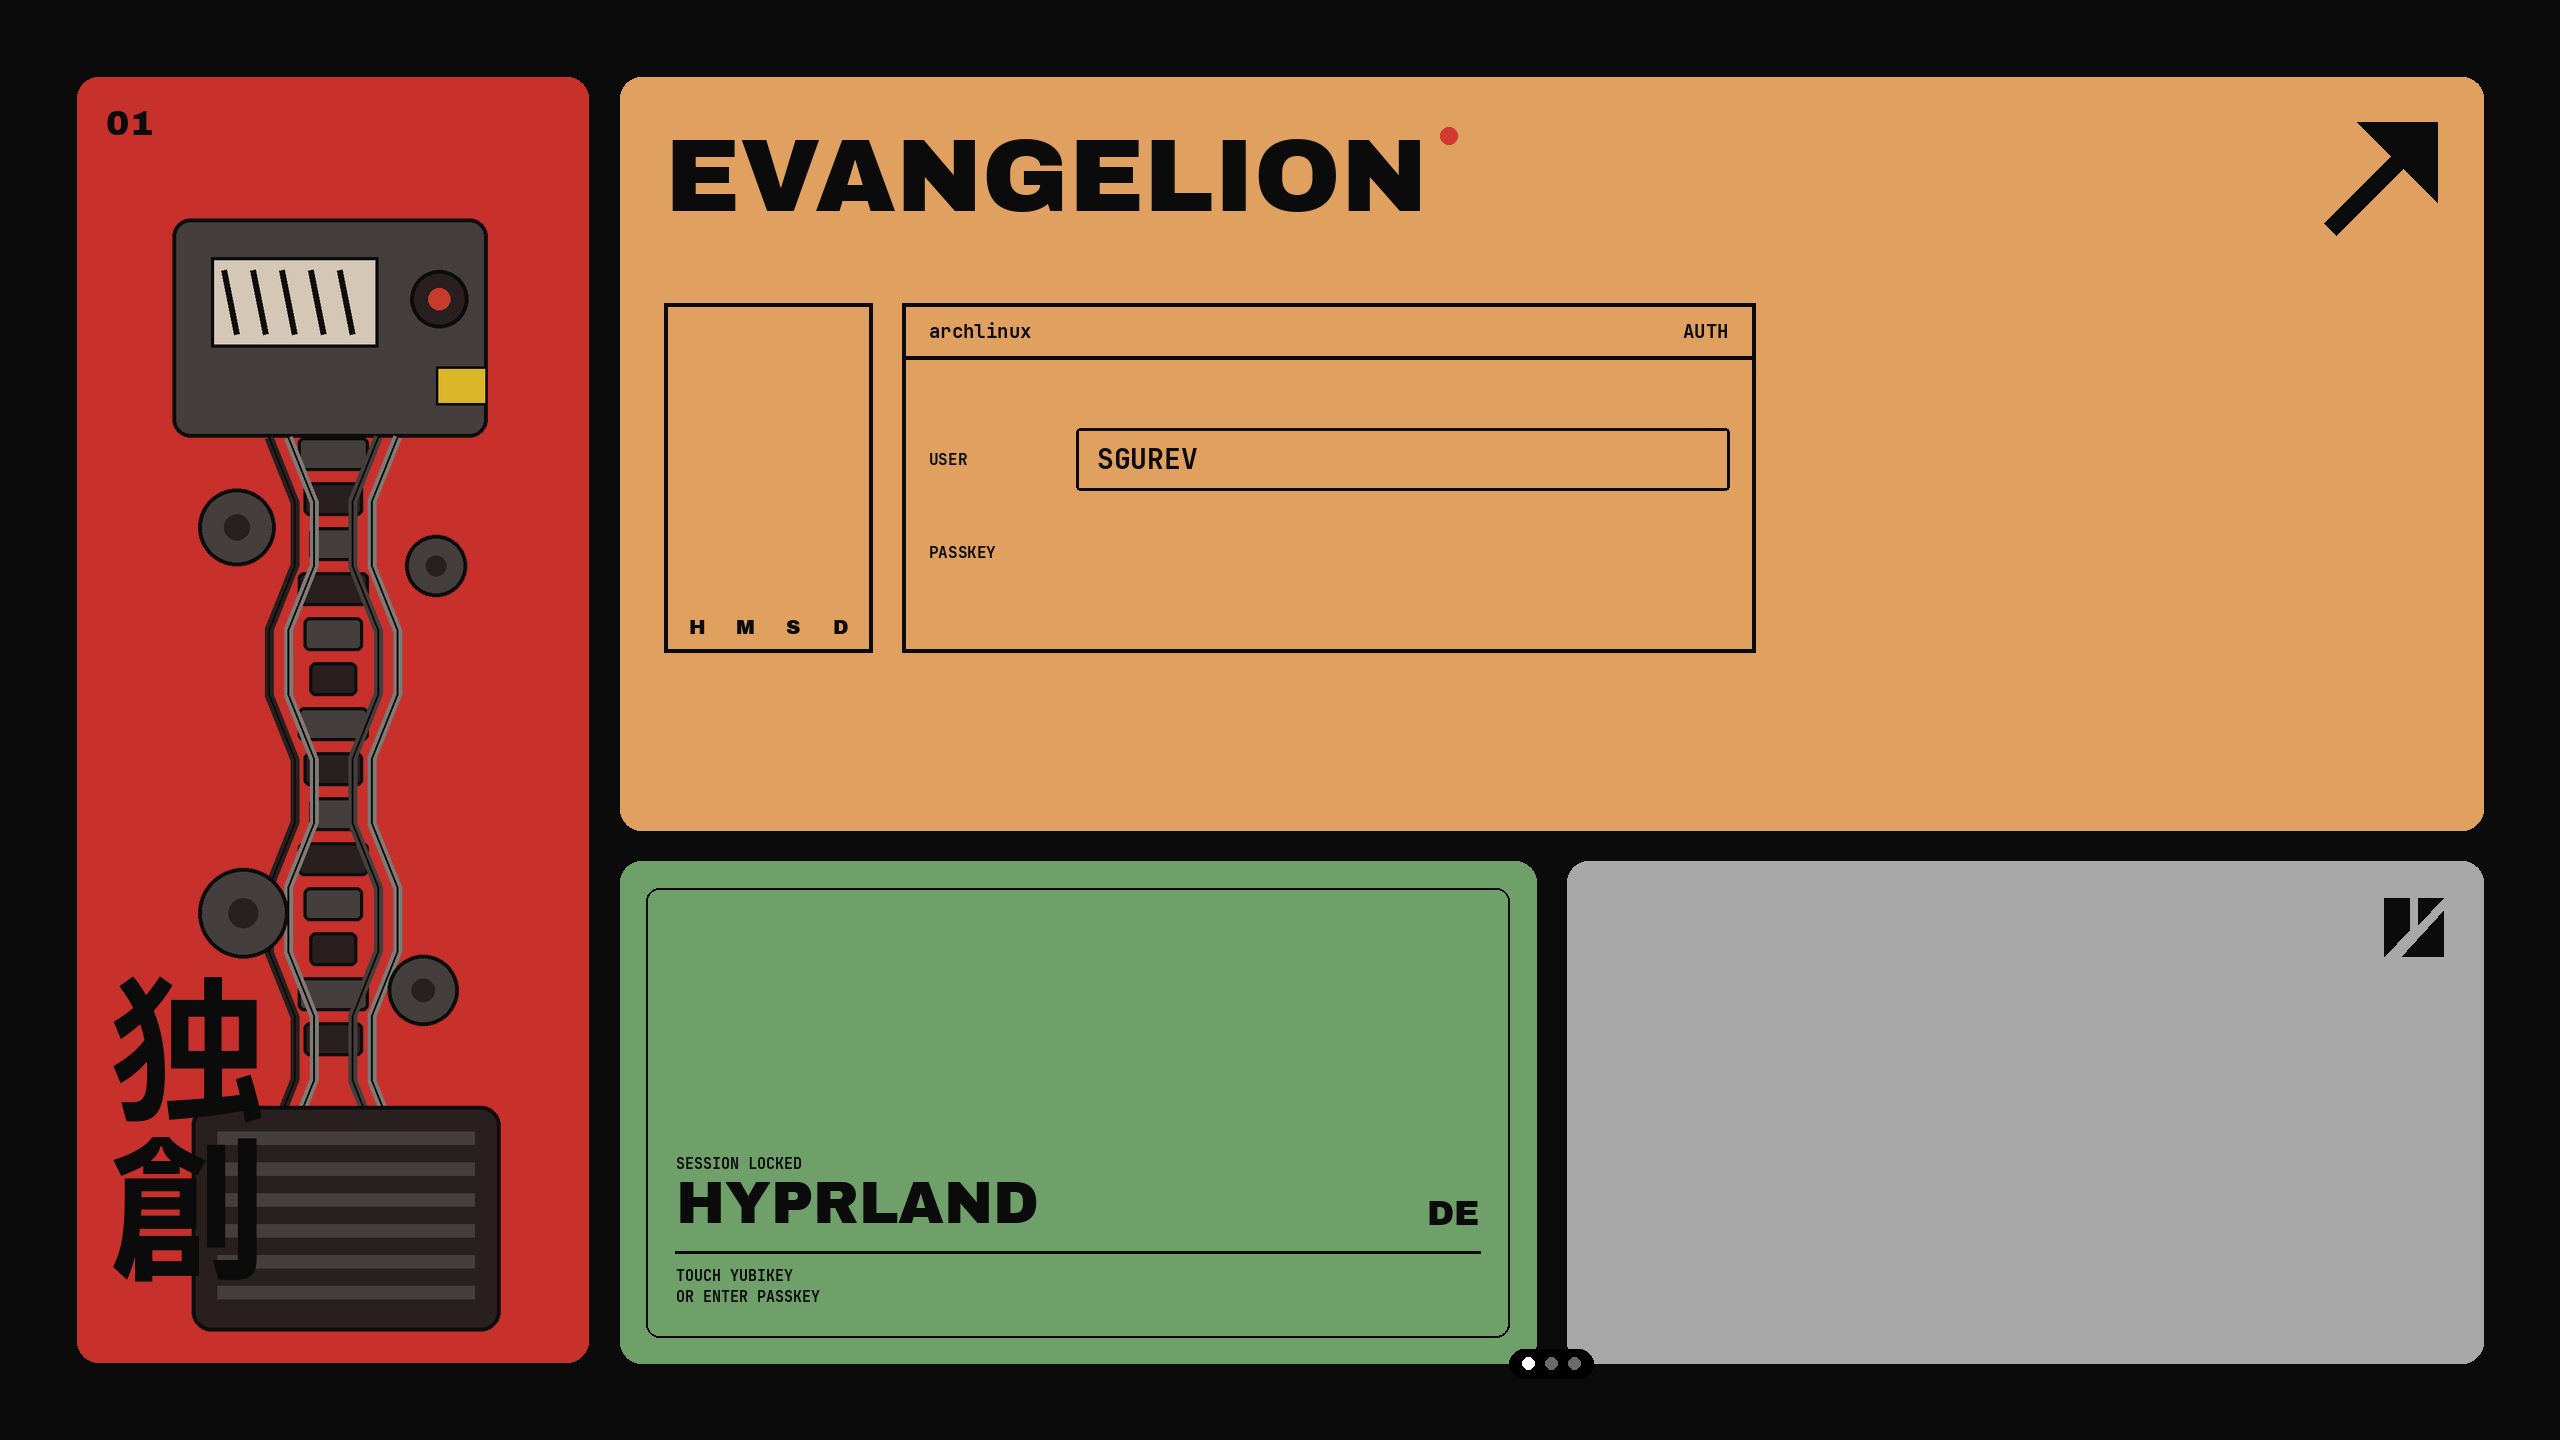 01
独
創
EVANGELION
H M S D
archlinux AUTH
USER SGUREV
PASSKEY
SESSION LOCKED
HYPRLAND DE
TOUCH YUBIKEY
OR ENTER PASSKEY